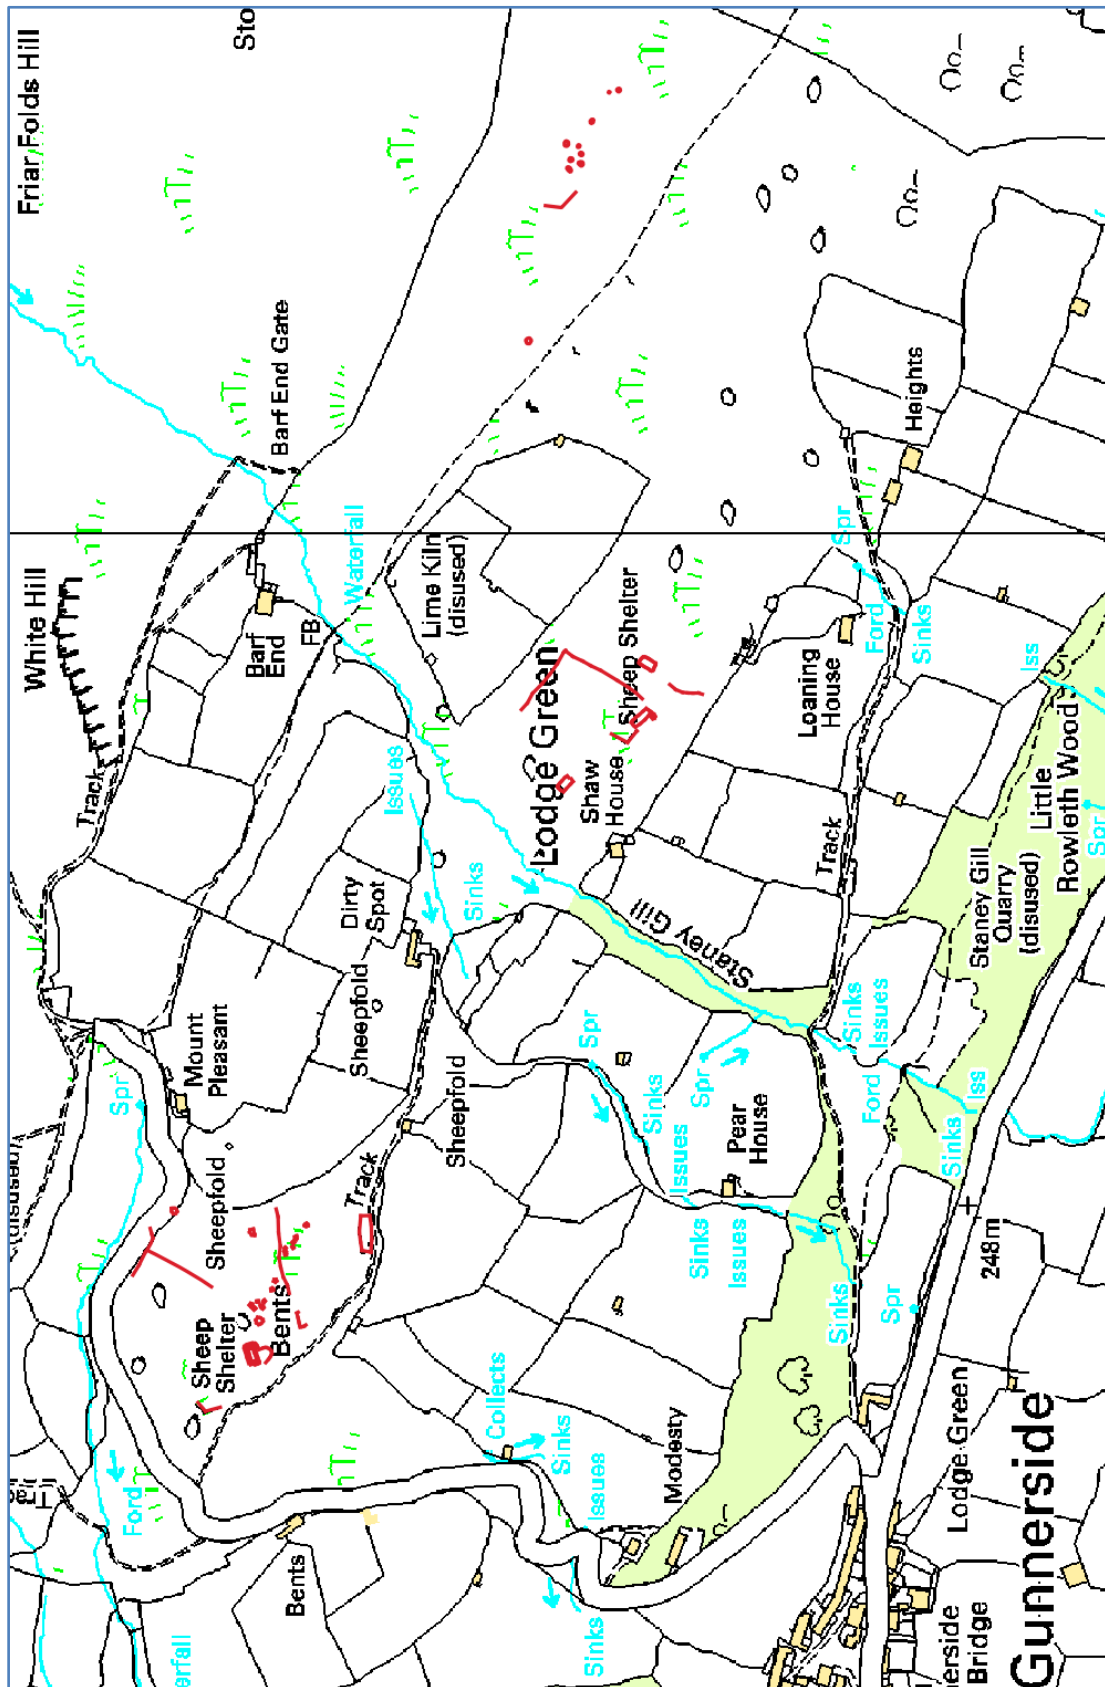 Friar Folds Hill
White Hill
Track
Spr
Ford
erfall
Mount
Pleasant
Sheepfold
Sheep
Shelter
Sto
Barf
End
Barf End Gate
Bents
Bents
FB
Waterfall
Dirty
Spot
Sheepfold
Track
Issues
Lime Kiln
(disused)
Sheepfold
Sinks
Collects
Sinks
Issues
Sinks
Lodge Green
Spr
Shaw
House
Sheep Shelter
Sinks
Issues
Modesty
Spr
Sinks
Issues
Pear
House
Staney Gill
Loaning
House
Track
Spr
Ford
Sinks
Heights
Sinks
Issues
Ford
Sinks
Spr
Sinks
Iss
Iss
Staney Gill
Quarry
(disused)
Little
Rowleth Wood
Spr
248m
Lodge Green
erside
Bridge
Gunnerside